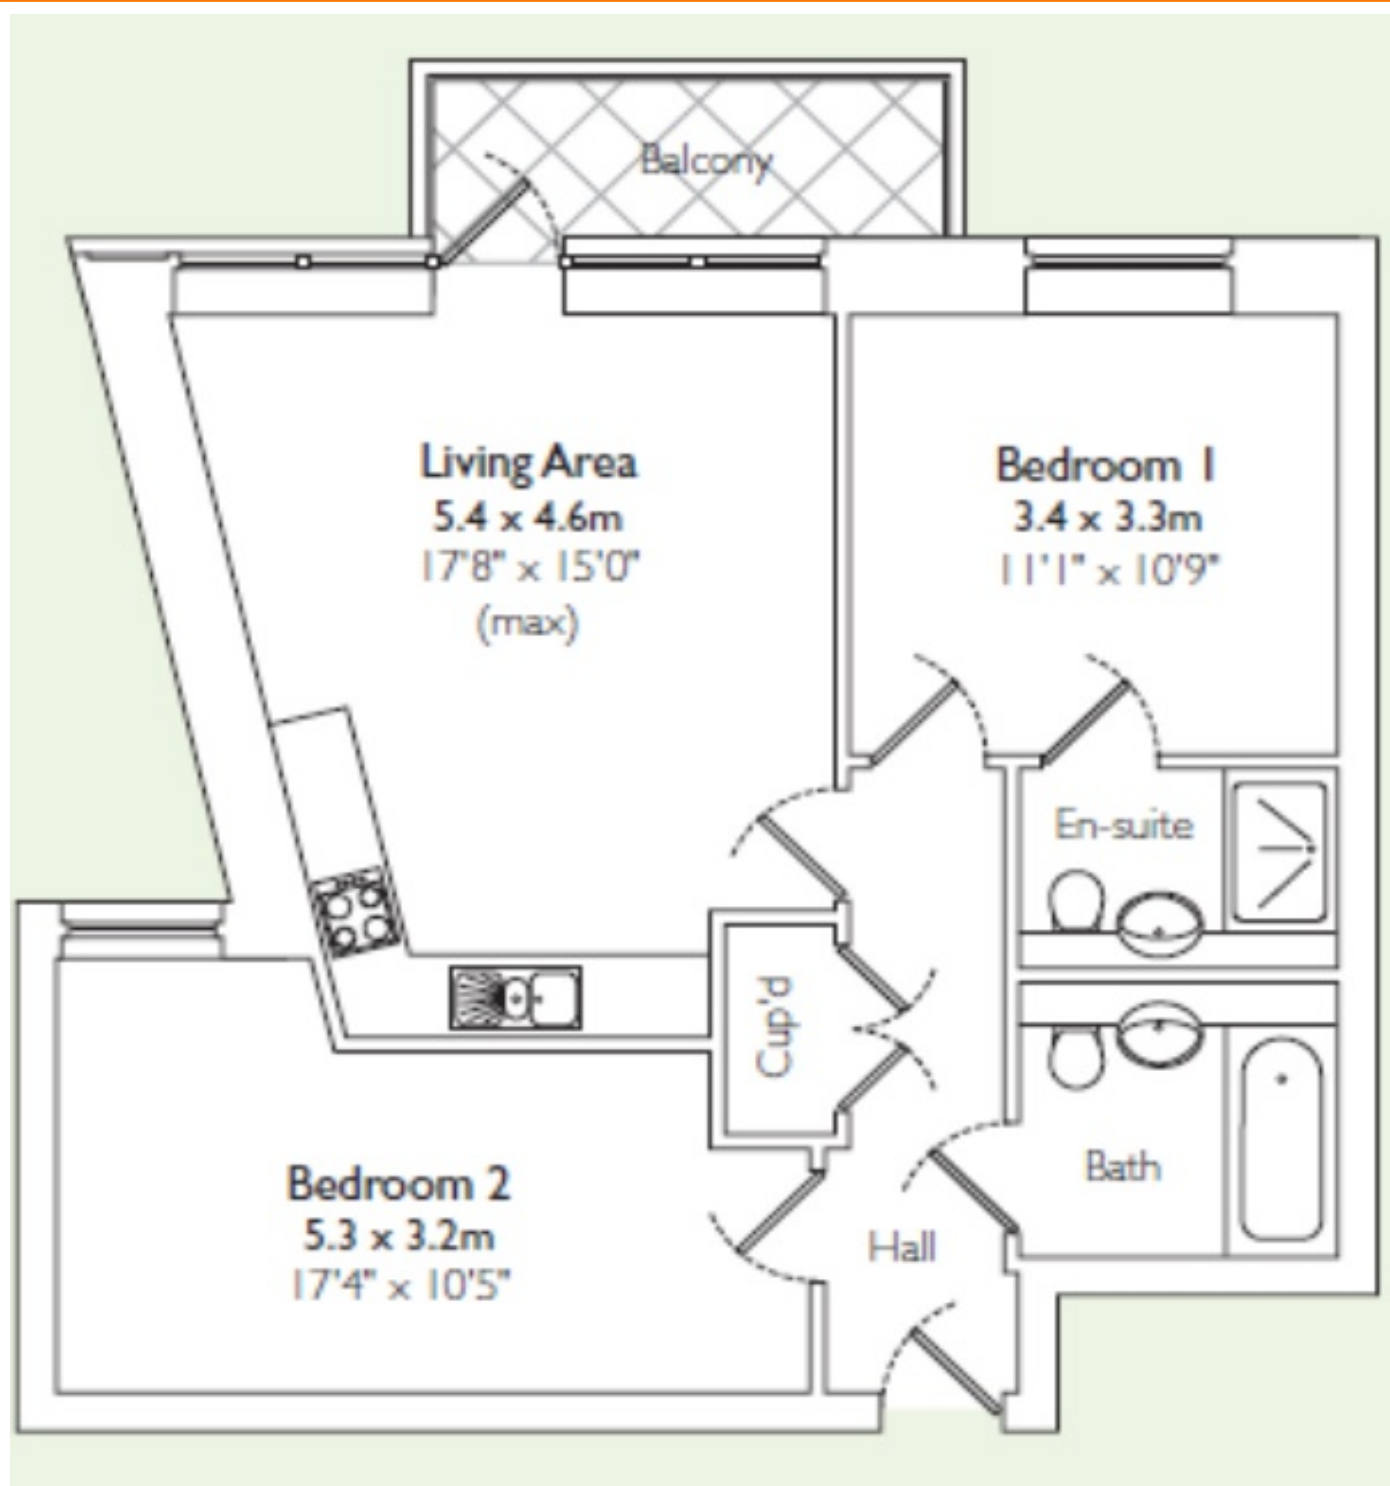 Balcony
Living Area
5.4 x 4.6m
17'8" x 15'0"
(max)
Bedroom 1
3.4 x 3.3m
11'1" x 10'9"
En-suite
Cup'd
Bath
Bedroom 2
5.3 x 3.2m
17'4" x 10'5"
Hall